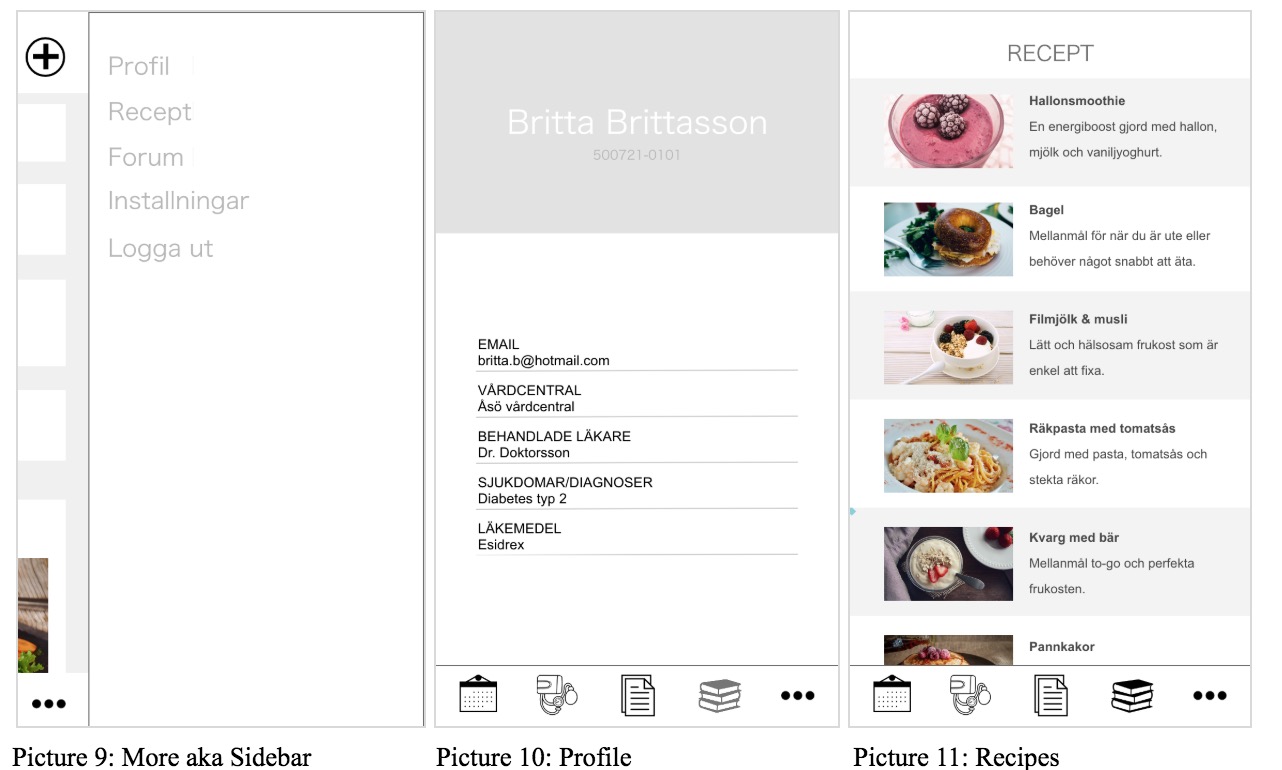 Profil
Recept
Forum
Installningar
Logga ut
Picture 9: More aka Sidebar
Britta Brittasson
500721-0101
EMAIL
britta.b@hotmail.com
VÅRDCENTRAL
Åsö vårdcentral
BEHANDLADE LÄKARE
Dr. Doktorsson
SJUKDOMAR/DIAGNOSER
Diabetes typ 2
LÄKEMEDEL
Esidrex
Picture 10: Profile
RECEPT
Hallonsmoothie
En energiboost gjord med hallon,
mjölk och vaniljyoghurt.
Bagel
Mellanmål för när du är ute eller
behöver något snabbt att äta.
Filmjölk & musli
Lätt och hälsosam frukost som är
enkel att fixa.
Räkpasta med tomatsås
Gjord med pasta, tomatsås och
stekta räkor.
Kvarg med bär
Mellanmål to-go och perfekta
frukosten.
Pannkakor
Picture 11: Recipes